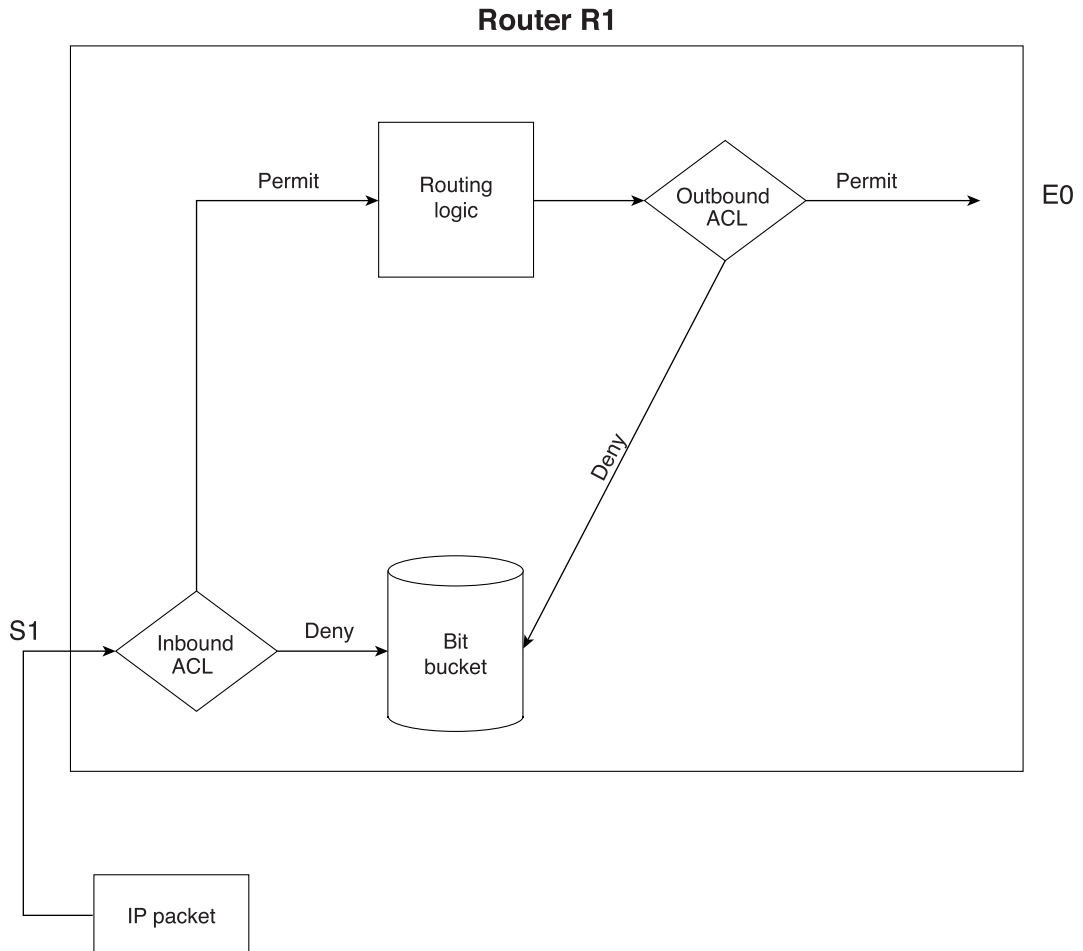 Router R1
Permit
Routing
logic
Outbound
ACL
Permit
E0
Deny
S1
Inbound
ACL
Deny
Bit
bucket
IP packet